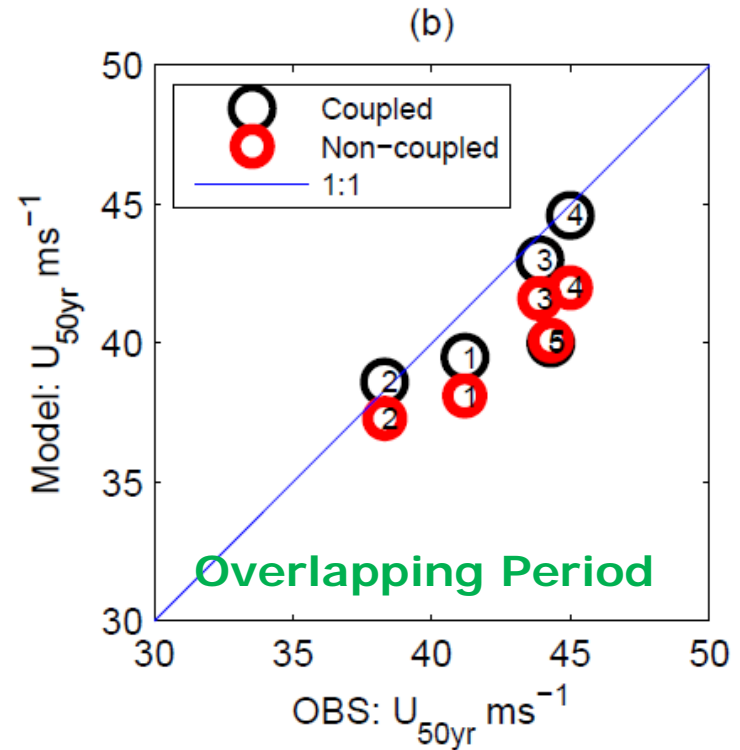 (b)
50
45
40
35
30
Model: U50yr ms−1
Coupled
Non−coupled
1:1
4
3
4
3
5
1
2
1
2
Overlapping Period
30 35 40 45 50
OBS: U50yr ms−1